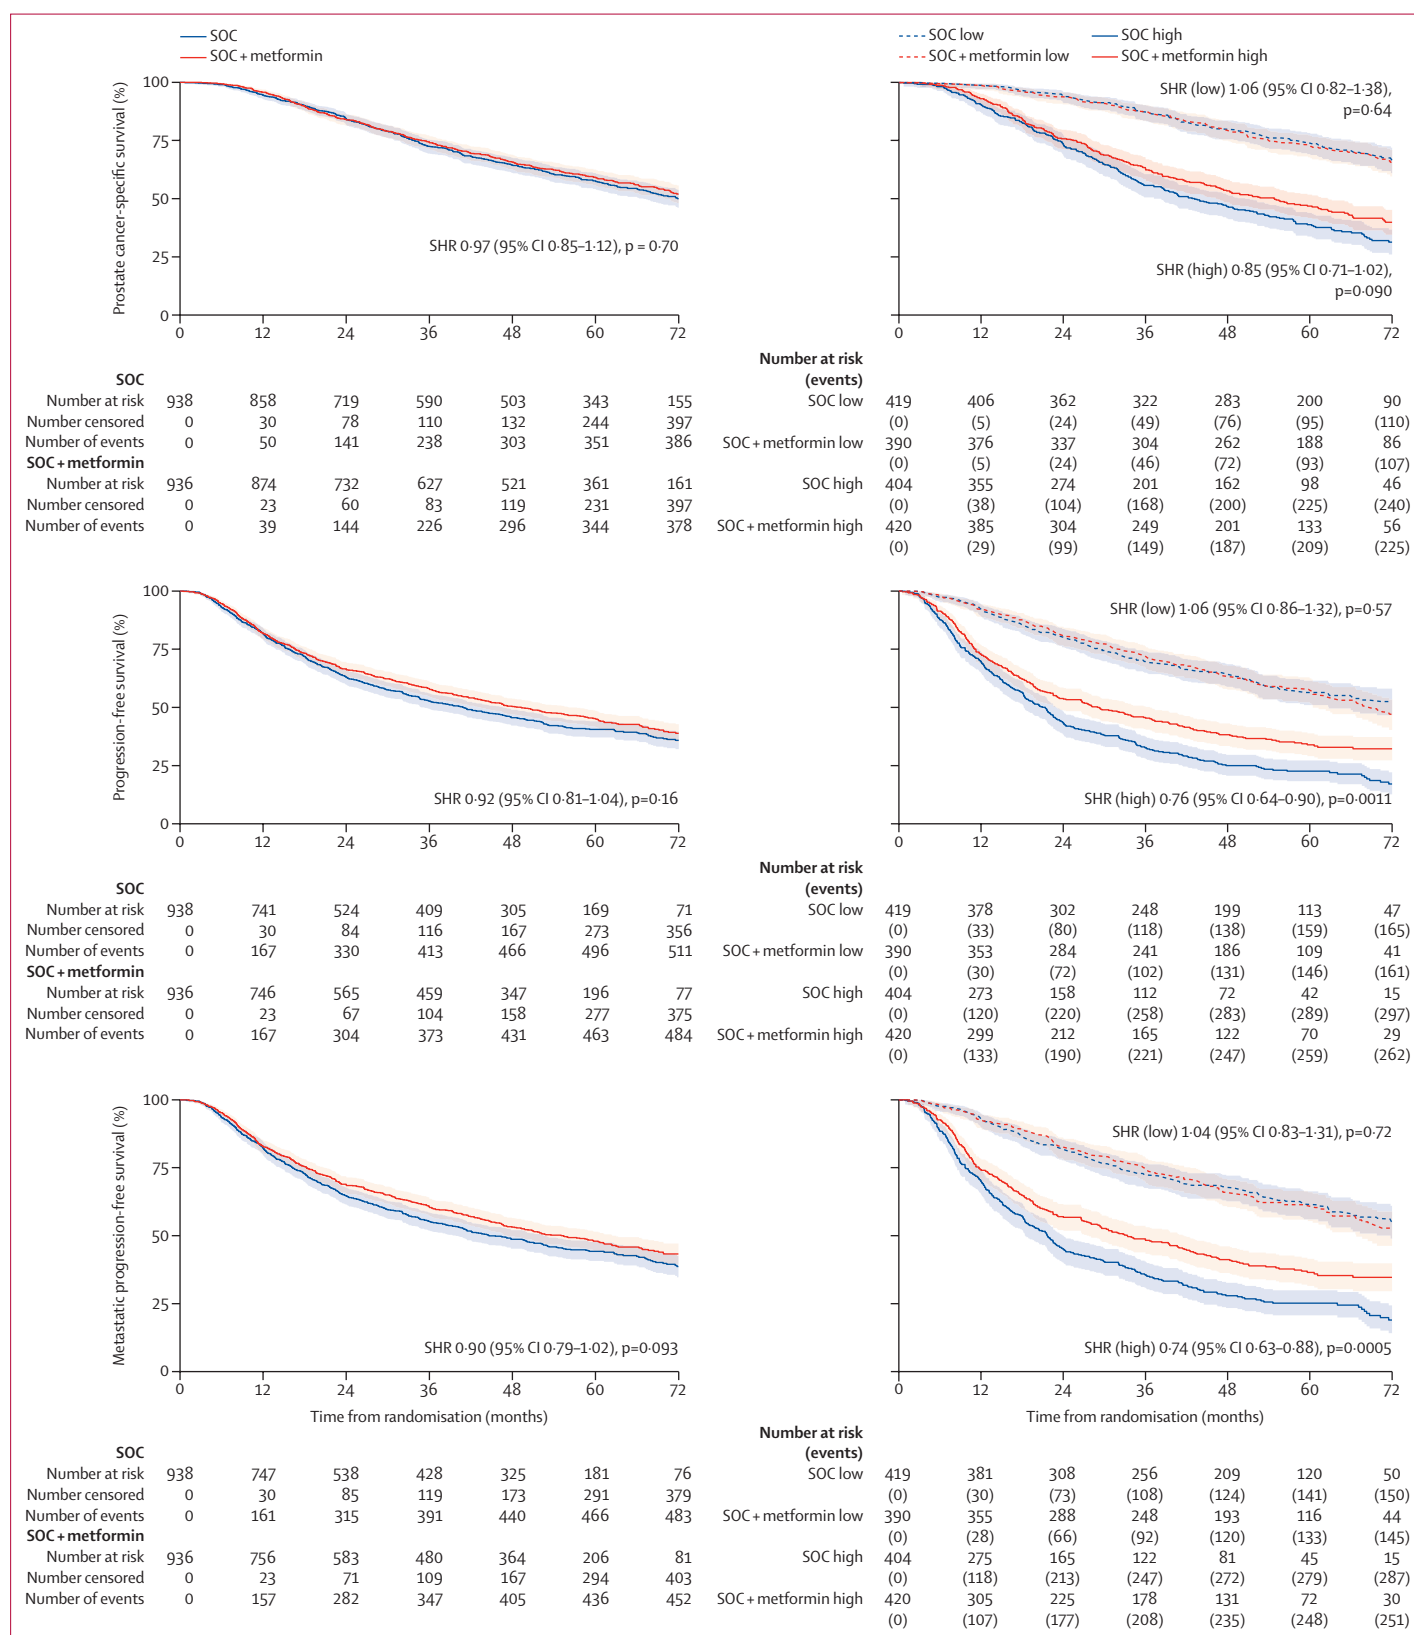 SOC
SOC + metformin
Prostate cancer-specific survival (%)
100
75
50
25
0
SHR 0·97 (95% CI 0·85–1·12), p = 0·70
0 12 24 36 48 60 72
SOC
Number at risk 938 858 719 590 503 343 155
Number censored 0 30 78 110 132 244 397
Number of events 0 50 141 238 303 351 386
SOC + metformin
Number at risk 936 874 732 627 521 361 161
Number censored 0 23 60 83 119 231 397
Number of events 0 39 144 226 296 344 378
SOC low SOC high
SOC + metformin low SOC + metformin high
SHR (low) 1·06 (95% CI 0·82–1·38),
p=0·64
SHR (high) 0·85 (95% CI 0·71–1·02),
p=0·090
0 12 24 36 48 60 72
Number at risk
(events)
SOC low 419 406 362 322 283 200 90
(0) (5) (24) (49) (76) (95) (110)
SOC + metformin low 390 376 337 304 262 188 86
(0) (5) (24) (46) (72) (93) (107)
SOC high 404 355 274 201 162 98 46
(0) (38) (104) (168) (200) (225) (240)
SOC + metformin high 420 385 304 249 201 133 56
(0) (29) (99) (149) (187) (209) (225)
Progression-free survival (%)
100
75
50
25
0
SHR 0·92 (95% CI 0·81–1·04), p=0·16
0 12 24 36 48 60 72
SOC
Number at risk 938 741 524 409 305 169 71
Number censored 0 30 84 116 167 273 356
Number of events 0 167 330 413 466 496 511
SOC + metformin
Number at risk 936 746 565 459 347 196 77
Number censored 0 23 67 104 158 277 375
Number of events 0 167 304 373 431 463 484
SHR (low) 1·06 (95% CI 0·86–1·32), p=0·57
SHR (high) 0·76 (95% CI 0·64–0·90), p=0·0011
0 12 24 36 48 60 72
Number at risk
(events)
SOC low 419 378 302 248 199 113 47
(0) (33) (80) (118) (138) (159) (165)
SOC + metformin low 390 353 284 241 186 109 41
(0) (30) (72) (102) (131) (146) (161)
SOC high 404 273 158 112 72 42 15
(0) (120) (220) (258) (283) (289) (297)
SOC + metformin high 420 299 212 165 122 70 29
(0) (133) (190) (221) (247) (259) (262)
Metastatic progression-free survival (%)
100
75
50
25
0
SHR 0·90 (95% CI 0·79–1·02), p=0·093
0 12 24 36 48 60 72
Time from randomisation (months)
SOC
Number at risk 938 747 538 428 325 181 76
Number censored 0 30 85 119 173 291 379
Number of events 0 161 315 391 440 466 483
SOC + metformin
Number at risk 936 756 583 480 364 206 81
Number censored 0 23 71 109 167 294 403
Number of events 0 157 282 347 405 436 452
SHR (low) 1·04 (95% CI 0·83–1·31), p=0·72
SHR (high) 0·74 (95% CI 0·63–0·88), p=0·0005
0 12 24 36 48 60 72
Time from randomisation (months)
Number at risk
(events)
SOC low 419 381 308 256 209 120 50
(0) (30) (73) (108) (124) (141) (150)
SOC + metformin low 390 355 288 248 193 116 44
(0) (28) (66) (92) (120) (133) (145)
SOC high 404 275 165 122 81 45 15
(0) (118) (213) (247) (272) (279) (287)
SOC + metformin high 420 305 225 178 131 72 30
(0) (107) (177) (208) (235) (248) (251)